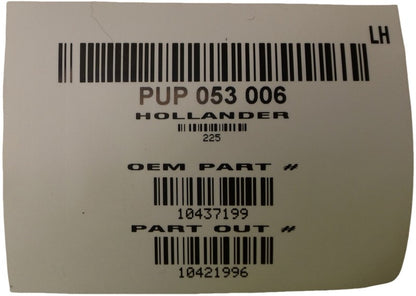 LH
PUP 053 006
HOLLANDER
225
OEM PART #
10437199
PART OUT #
10421996